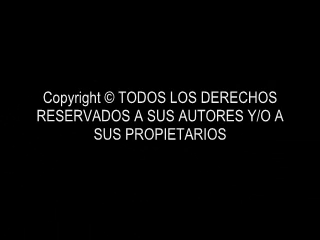 Copyright © TODOS LOS DERECHOS
RESERVADOS A SUS AUTORES Y/O A
SUS PROPIETARIOS